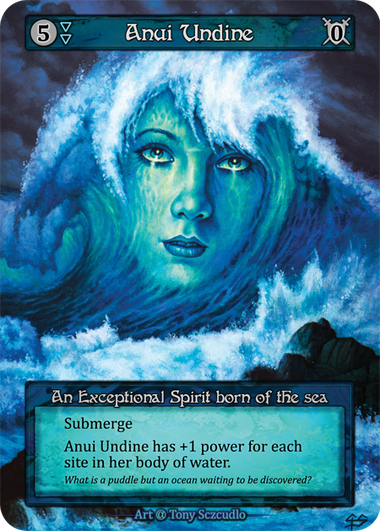 5
Anui Undine
0
An Exceptional Spirit born of the sea
Submerge
Anui Undine has +1 power for each
site in her body of water.
What is a puddle but an ocean waiting to be discovered?
Art @ Tony Sczcudlo